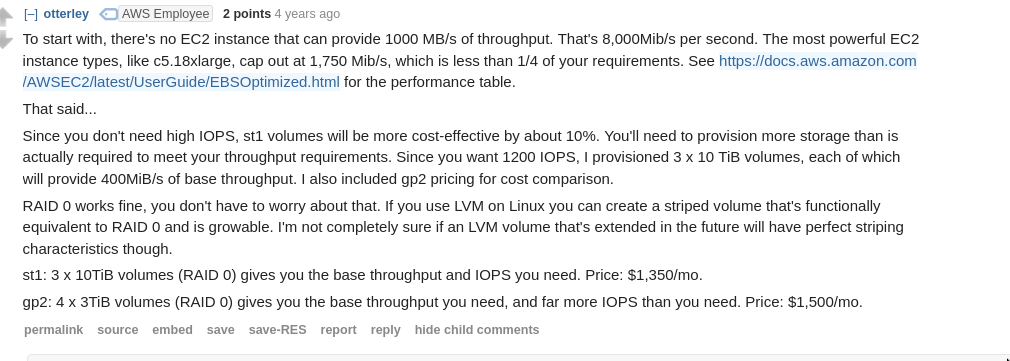 [–] otterley AWS Employee 2 points 4 years ago
To start with, there's no EC2 instance that can provide 1000 MB/s of throughput. That's 8,000Mib/s per second. The most powerful EC2
instance types, like c5.18xlarge, cap out at 1,750 Mib/s, which is less than 1/4 of your requirements. See https://docs.aws.amazon.com
/AWSEC2/latest/UserGuide/EBSOptimized.html for the performance table.
That said...
Since you don't need high IOPS, st1 volumes will be more cost-effective by about 10%. You'll need to provision more storage than is
actually required to meet your throughput requirements. Since you want 1200 IOPS, I provisioned 3 x 10 TiB volumes, each of which
will provide 400MiB/s of base throughput. I also included gp2 pricing for cost comparison.
RAID 0 works fine, you don't have to worry about that. If you use LVM on Linux you can create a striped volume that's functionally
equivalent to RAID 0 and is growable. I'm not completely sure if an LVM volume that's extended in the future will have perfect striping
characteristics though.
st1: 3 x 10TiB volumes (RAID 0) gives you the base throughput and IOPS you need. Price: $1,350/mo.
gp2: 4 x 3TiB volumes (RAID 0) gives you the base throughput you need, and far more IOPS than you need. Price: $1,500/mo.
permalink source embed save save-RES report reply hide child comments